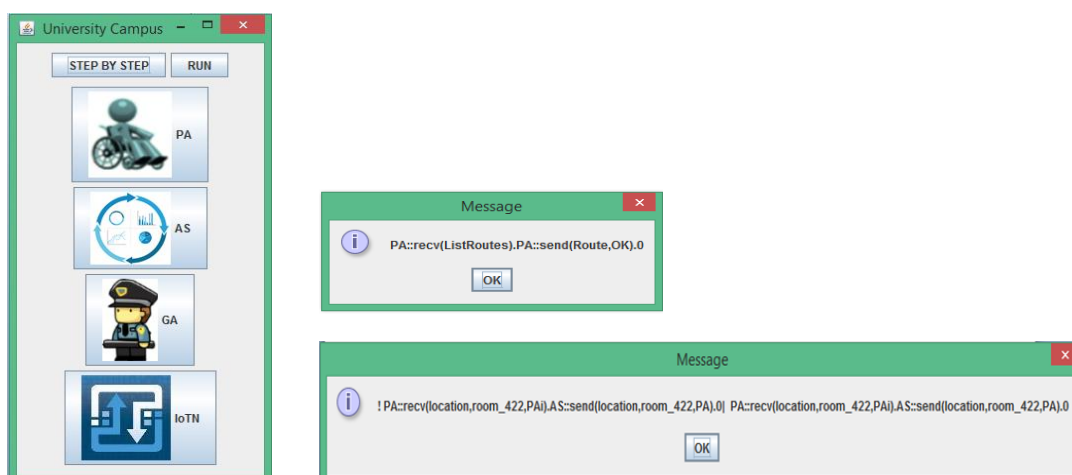 University Campus
STEP BY STEP RUN
PA
AS
GA
IoTN
Message
PA::recv(ListRoutes).PA::send(Route,OK).0
OK
Message
! PA::recv(location,room_422,PAi).AS::send(location,room_422,PA).0| PA::recv(location,room_422,PAi).AS::send(location,room_422,PA).0
OK